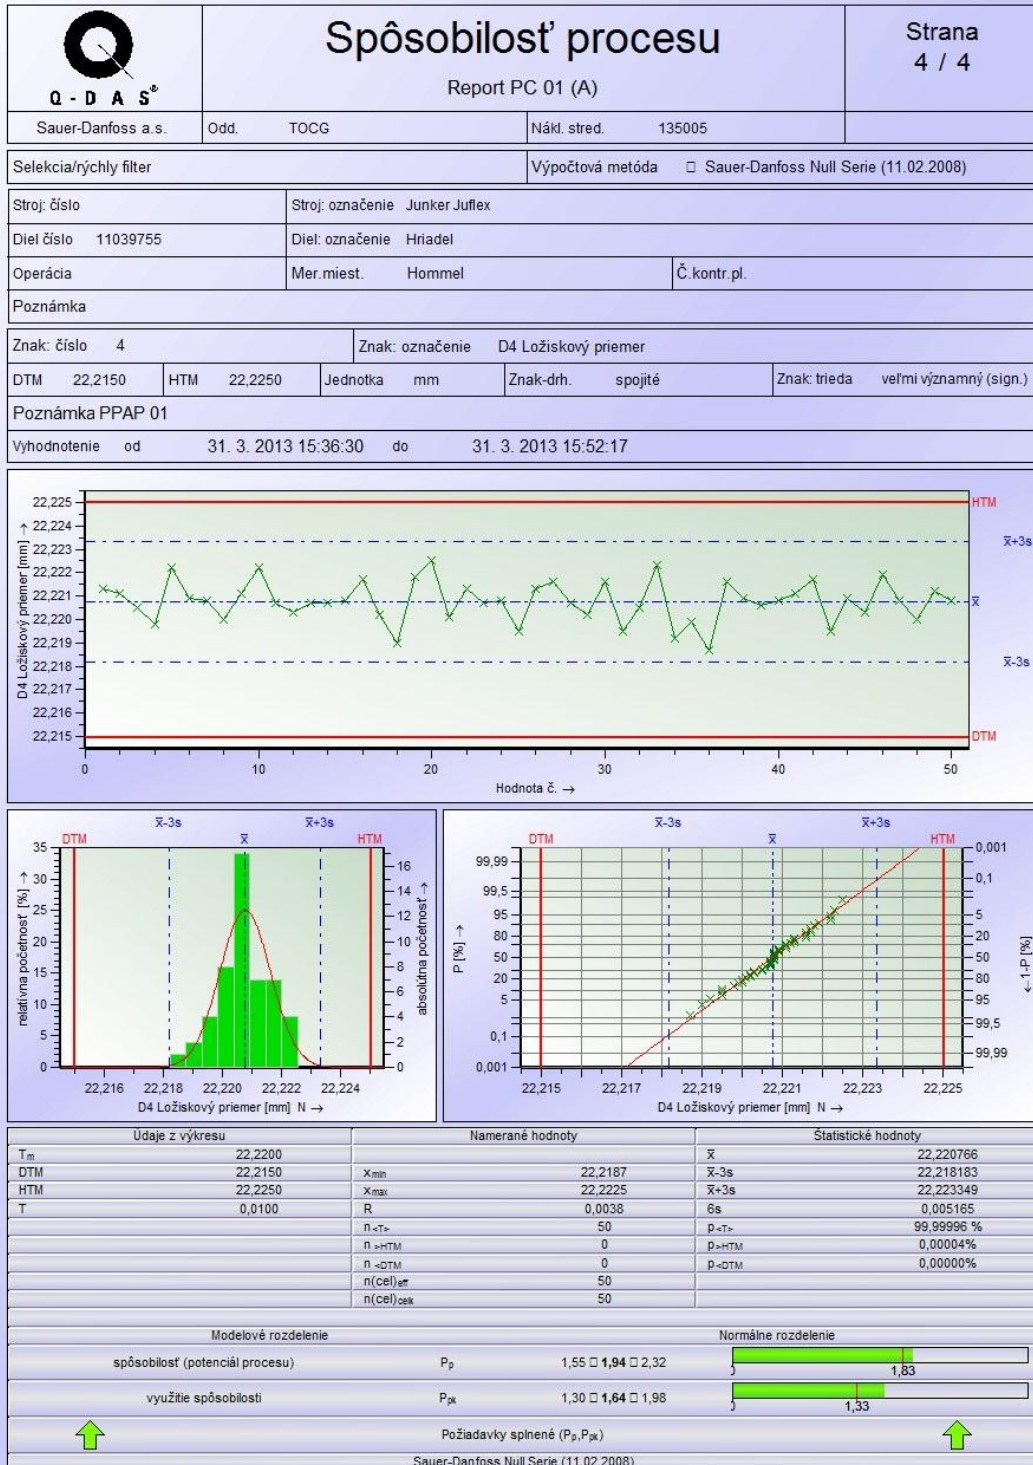 Q-DAS®
Spôsobilosť procesu
Report PC 01 (A)
Strana
4 / 4
Sauer-Danfoss a.s. Odd. TOCG Nákl. stred. 135005
Selekcia/rýchly filter Výpočtová metóda □ Sauer-Danfoss Null Serie (11.02.2008)
Stroj: číslo Stroj: označenie Junker Juflex
Diel číslo 11039755 Diel: označenie Hriadel
Operácia Mer.miest. Hommel Č.kontr.pl.
Poznámka
Znak: číslo 4 Znak: označenie D4 Ložiskový priemer
DTM 22,2150 HTM 22,2250 Jednotka mm Znak-drh. spojité Znak: trieda veľmi významný (sign.)
Poznámka PPAP 01
Vyhodnotenie od 31. 3. 2013 15:36:30 do 31. 3. 2013 15:52:17
D4 Ložiskový priemer [mm] →
22,225
22,224
22,223
22,222
22,221
22,220
22,219
22,218
22,217
22,216
22,215
HTM
x̄+3s
x̄
x̄-3s
DTM
0 10 20 30 40 50
Hodnota č. →
DTM x̄-3s x̄ x̄+3s HTM
relatívna početnosť [%] →
35
30
25
20
15
10
5
0
16
14
12
10
8
6
4
2
0
absolútna početnosť →
22,216 22,218 22,220 22,222 22,224
D4 Ložiskový priemer [mm] N →
DTM x̄-3s x̄ x̄+3s HTM
P [%] →
99,99
99,5
95
80
50
20
5
0,1
0,001
0,001
0,1
5
20
50
80
95
99,5
99,99
←1-P [%]
22,215 22,217 22,219 22,221 22,223 22,225
D4 Ložiskový priemer [mm] N →
Údaje z výkresu Namerané hodnoty Štatistické hodnoty
Tm 22,2200 x̄ 22,220766
DTM 22,2150 xmin 22,2187 x̄-3s 22,218183
HTM 22,2250 xmax 22,2225 x̄+3s 22,223349
T 0,0100 R 0,0038 6s 0,005165
n<T> 50 p<T> 99,99996 %
n>HTM 0 p>HTM 0,00004%
n<DTM 0 p<DTM 0,00000%
n(cel)eff 50
n(cel)celk 50
Modelové rozdelenie Normálne rozdelenie
spôsobilosť (potenciál procesu) Pp 1,55 □ 1,94 □ 2,32 0 1,83
využitie spôsobilosti Ppk 1,30 □ 1,64 □ 1,98 0 1,33
Požiadavky splnené (Pp,Ppk)
Sauer-Danfoss Null Serie (11.02.2008)